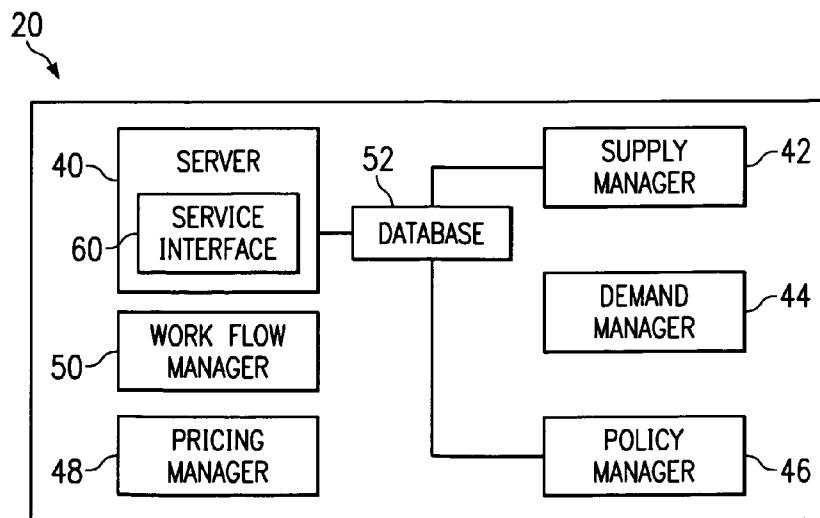 20
40
SERVER
60
SERVICE
INTERFACE
52
DATABASE
SUPPLY
MANAGER
42
DEMAND
MANAGER
44
50
WORK FLOW
MANAGER
48
PRICING
MANAGER
POLICY
MANAGER
46